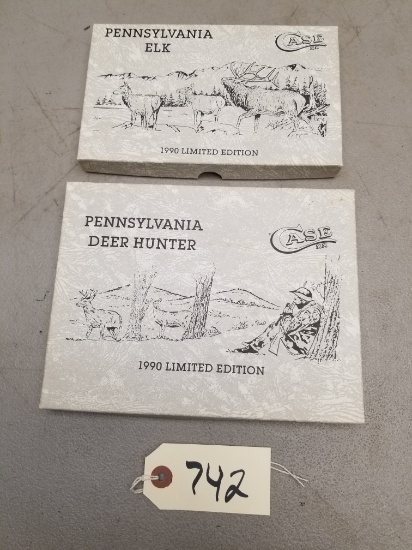 PENNSYLVANIA
ELK
CASE
XX
1990 LIMITED EDITION
PENNSYLVANIA
DEER HUNTER
CASE
XX
1990 LIMITED EDITION
742